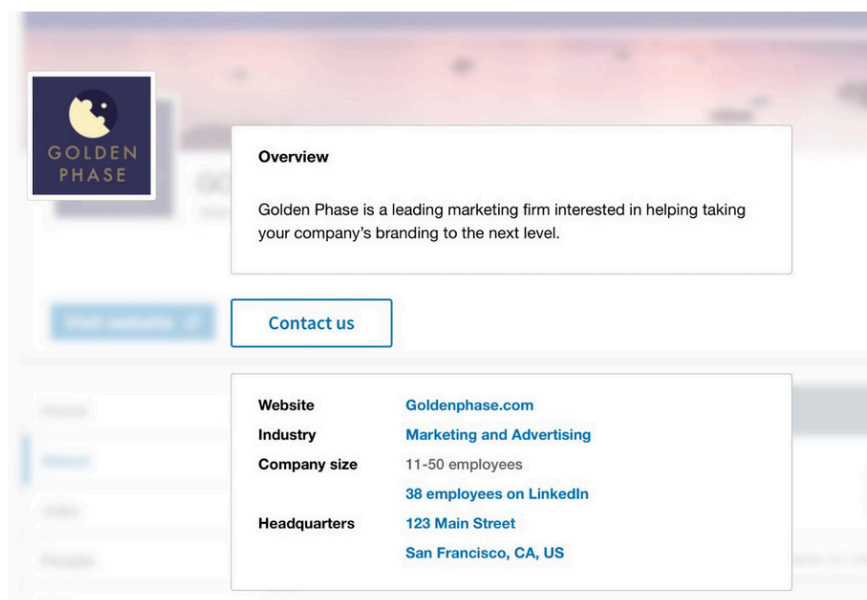 GOLDEN
PHASE
Overview
Golden Phase is a leading marketing firm interested in helping taking
your company’s branding to the next level.
Contact us
Website Goldenphase.com
Industry Marketing and Advertising
Company size 11-50 employees
38 employees on LinkedIn
Headquarters 123 Main Street
San Francisco, CA, US